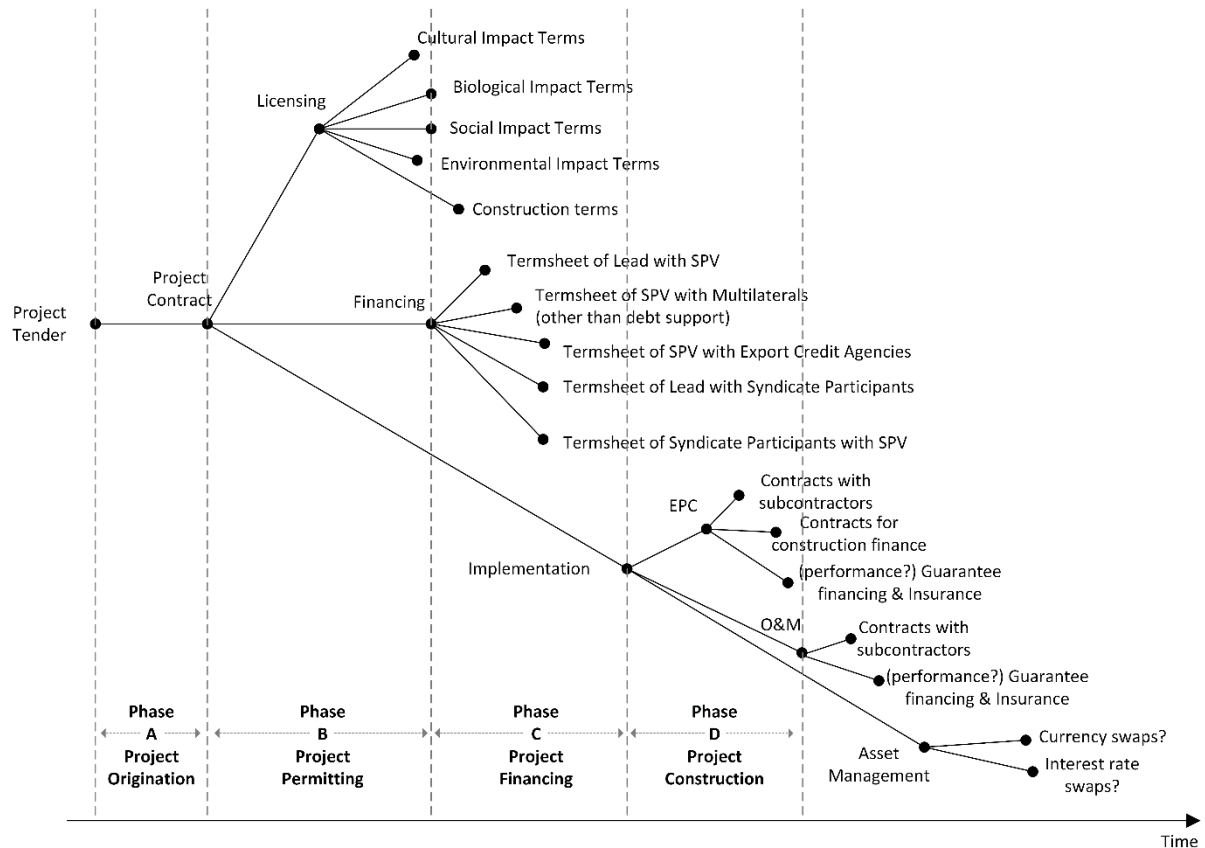 Cultural Impact Terms
Licensing
Biological Impact Terms
Social Impact Terms
Environmental Impact Terms
Construction terms
Project
Tender
Project
Contract
Financing
Termsheet of Lead with SPV
Termsheet of SPV with Multilaterals
(other than debt support)
Termsheet of SPV with Export Credit Agencies
Termsheet of Lead with Syndicate Participants
Termsheet of Syndicate Participants with SPV
Implementation
EPC
Contracts with
subcontractors
Contracts for
construction finance
(performance?) Guarantee
financing & Insurance
O&M
Contracts with
subcontractors
(performance?) Guarantee
financing & Insurance
Asset
Management
Currency swaps?
Interest rate
swaps?
Phase
A
Project
Origination
Phase
B
Project
Permitting
Phase
C
Project
Financing
Phase
D
Project
Construction
Time